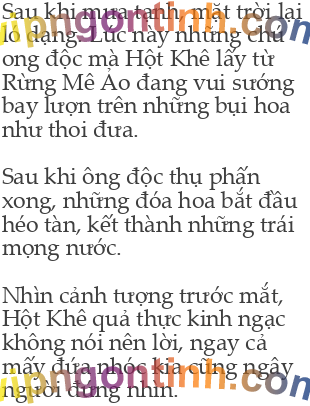 Sau khi mưa tạnh, mặt trời lại
ló dạng. Lúc này những chú
ong độc mà Hột Khê lấy từ
Rừng Mê Ảo đang vui sướng
bay lượn trên những bụi hoa
như thoi đưa.
Sau khi ông độc thụ phấn
xong, những đóa hoa bắt đầu
héo tàn, kết thành những trái
mọng nước.
Nhìn cảnh tượng trước mắt,
Hột Khê quả thực kinh ngạc
không nói nên lời, ngay cả
mấy đứa nhóc kia cũng ngây
người đứng nhìn.
vipngontinh.com
vipngontinh.com